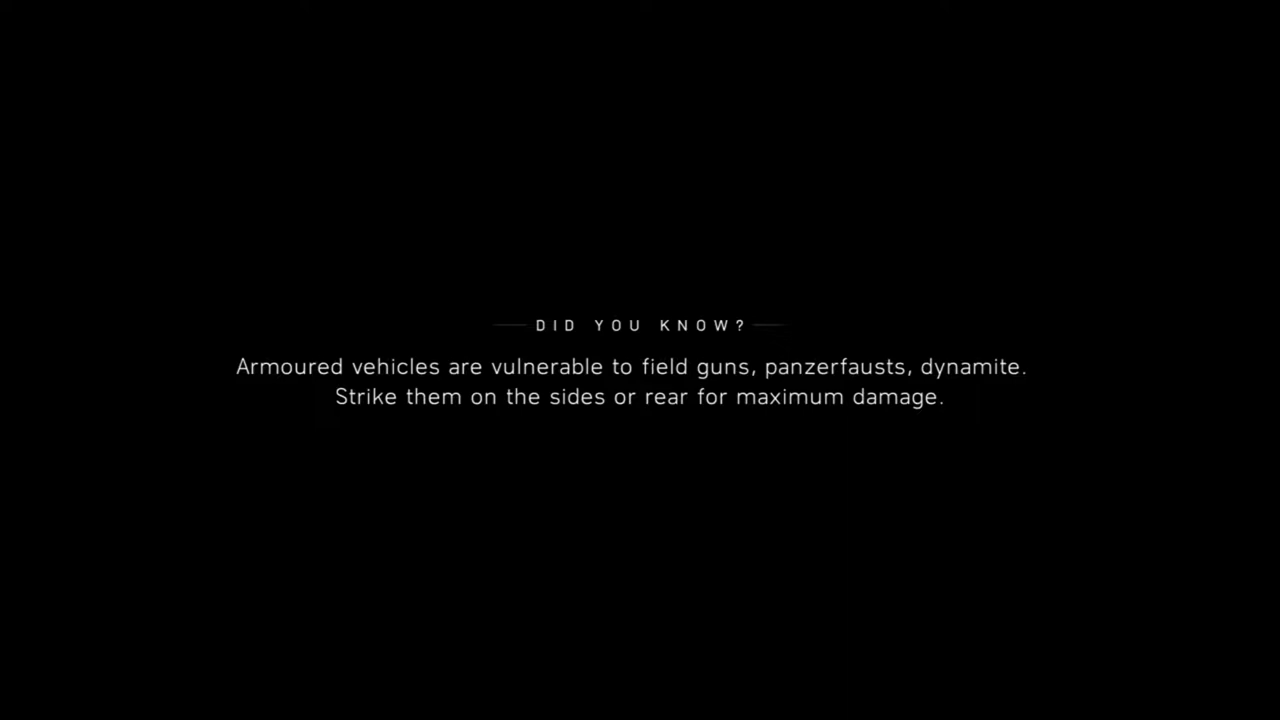 DID YOU KNOW?
Armoured vehicles are vulnerable to field guns, panzerfausts, dynamite.
Strike them on the sides or rear for maximum damage.